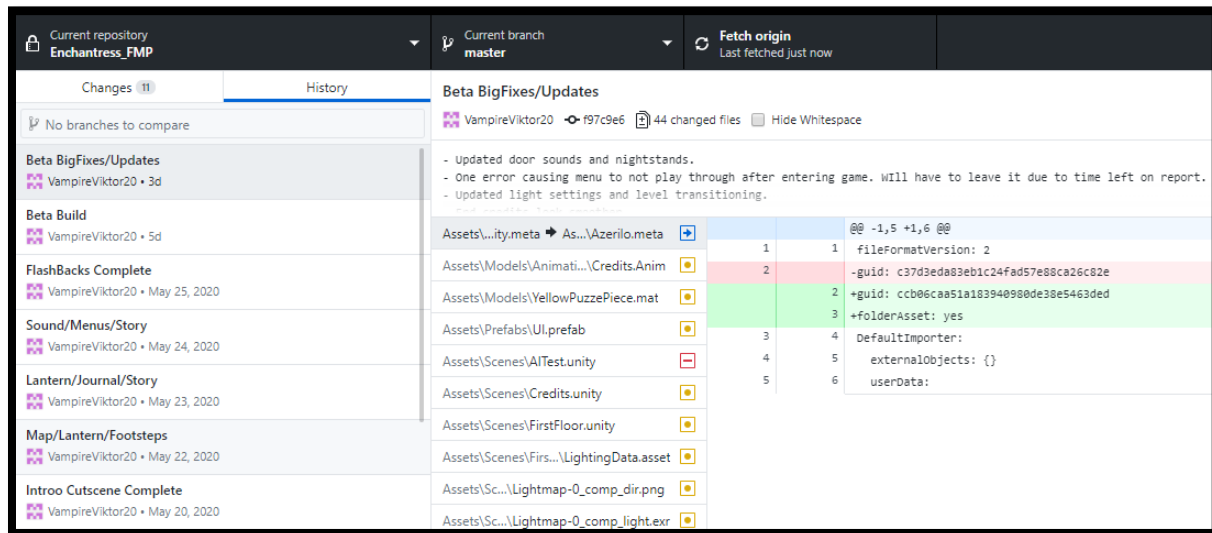 Current repository
Enchantress_FMP
Current branch
master
Fetch origin
Last fetched just now
Changes 11
History
No branches to compare
Beta BigFixes/Updates
VampireViktor20 • 3d
Beta Build
VampireViktor20 • 5d
FlashBacks Complete
VampireViktor20 • May 25, 2020
Sound/Menus/Story
VampireViktor20 • May 24, 2020
Lantern/Journal/Story
VampireViktor20 • May 23, 2020
Map/Lantern/Footsteps
VampireViktor20 • May 22, 2020
Introo Cutscene Complete
VampireViktor20 • May 20, 2020
Beta BigFixes/Updates
VampireViktor20 f97c9e6 44 changed files Hide Whitespace
- Updated door sounds and nightstands.
- One error causing menu to not play through after entering game. WIll have to leave it due to time left on report.
- Updated light settings and level transitioning.
Assets\...ity.meta → As...\Azerilo.meta
Assets\Models\Animati...\Credits.Anim
Assets\Models\YellowPuzzePiece.mat
Assets\Prefabs\UI.prefab
Assets\Scenes\AITest.unity
Assets\Scenes\Credits.unity
Assets\Scenes\FirstFloor.unity
Assets\Scenes\Firs...\LightingData.asset
Assets\Sc...\Lightmap-0_comp_dir.png
Assets\Sc...\Lightmap-0_comp_light.exr
@@ -1,5 +1,6 @@
1 1 fileFormatVersion: 2
2 -guid: c37d3eda83eb1c24fad57e88ca26c82e
2 +guid: ccb06caa51a183940980de38e5463ded
3 +folderAsset: yes
3 4 DefaultImporter:
4 5 externalObjects: {}
5 6 userData: